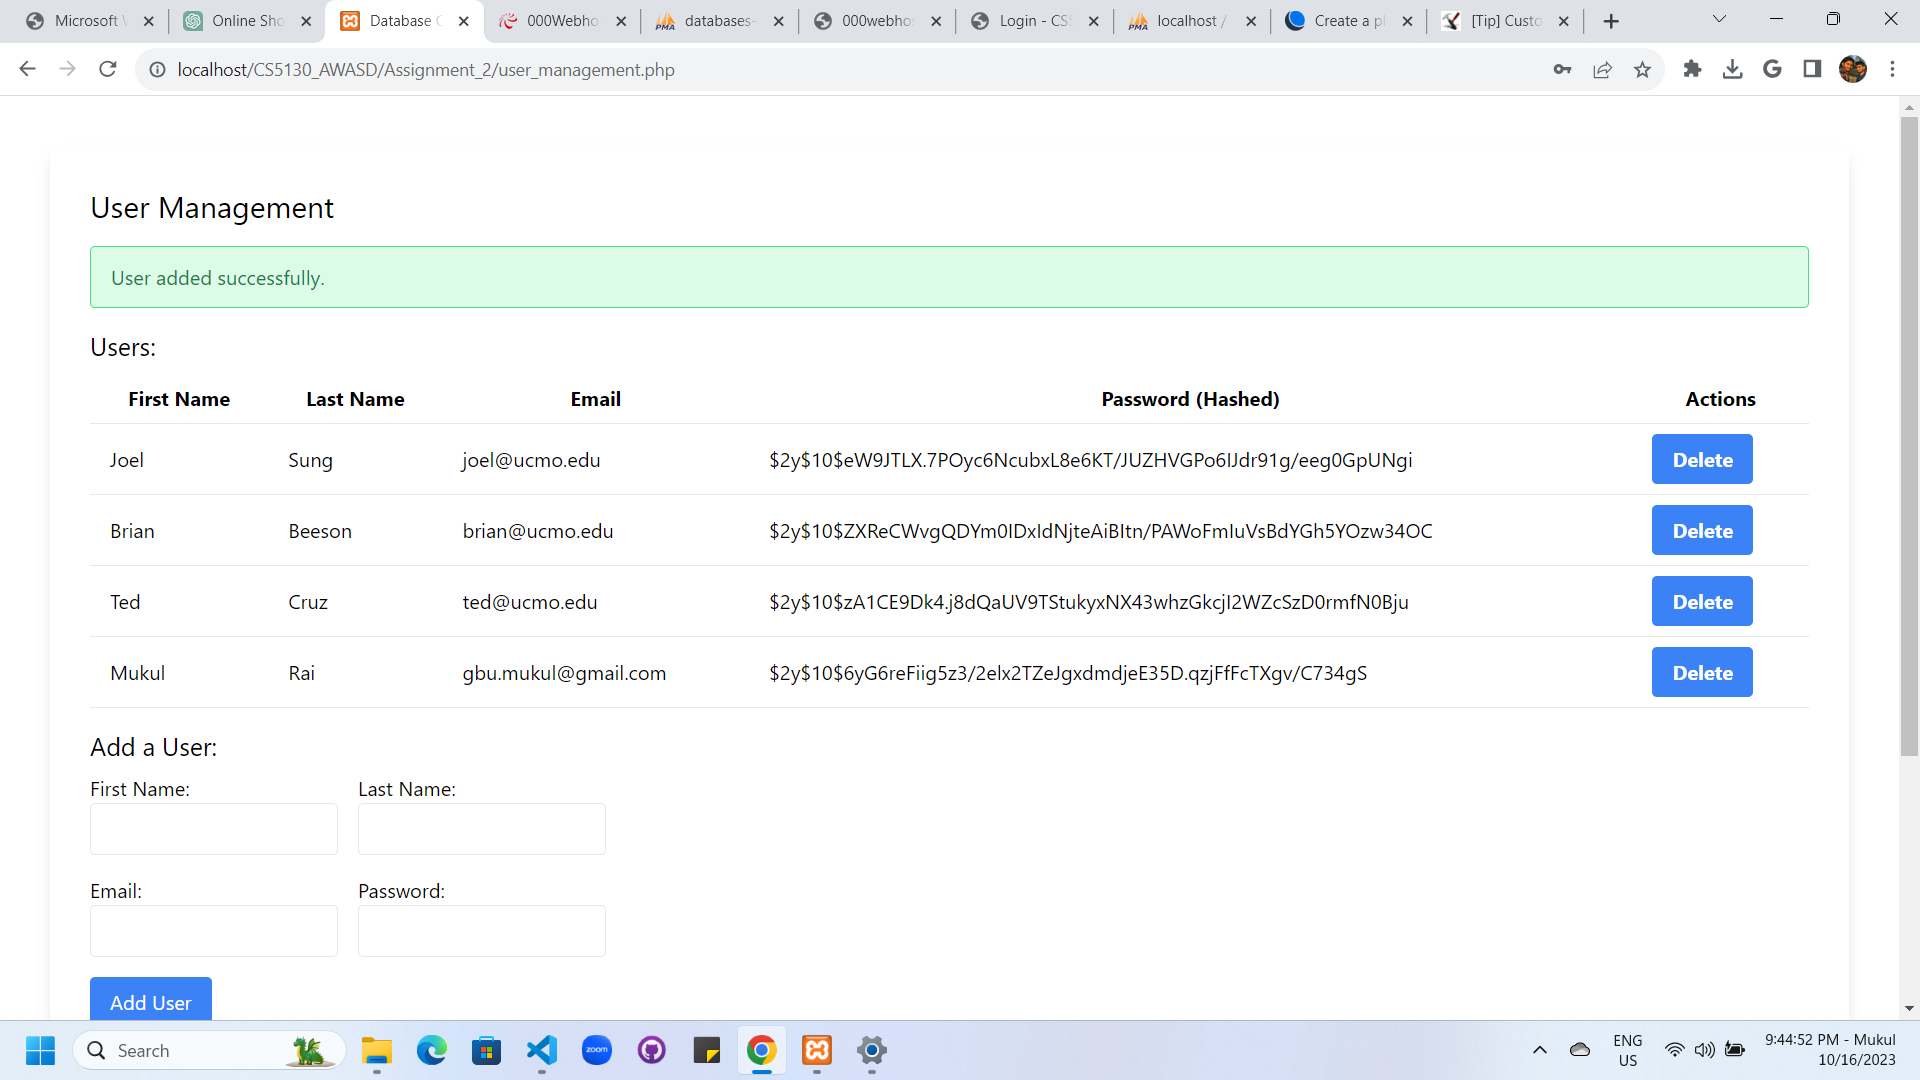 Microsoft V
Online Sho
Database C
000Webho
databases-
000webhos
Login - CS5
localhost /
Create a pl
[Tip] Custo
localhost/CS5130_AWASD/Assignment_2/user_management.php
User Management
User added successfully.
Users:
First Name Last Name Email Password (Hashed) Actions
Joel Sung joel@ucmo.edu $2y$10$eW9JTLX.7POyc6NcubxL8e6KT/JUZHVGPo6IJdr91g/eeg0GpUNgi Delete
Brian Beeson brian@ucmo.edu $2y$10$ZXReCWvgQDYm0IDxIdNjteAiBItn/PAWoFmIuVsBdYGh5YOzw34OC Delete
Ted Cruz ted@ucmo.edu $2y$10$zA1CE9Dk4.j8dQaUV9TStukyxNX43whzGkcjI2WZcSzD0rmfN0Bju Delete
Mukul Rai gbu.mukul@gmail.com $2y$10$6yG6reFiig5z3/2elx2TZeJgxdmdjeE35D.qzjFfFcTXgv/C734gS Delete
Add a User:
First Name: Last Name:
Email: Password:
Add User
Search
zoom
ENG
US
9:44:52 PM - Mukul
10/16/2023